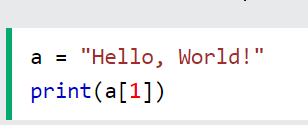 a = "Hello, World!"
print(a[1])